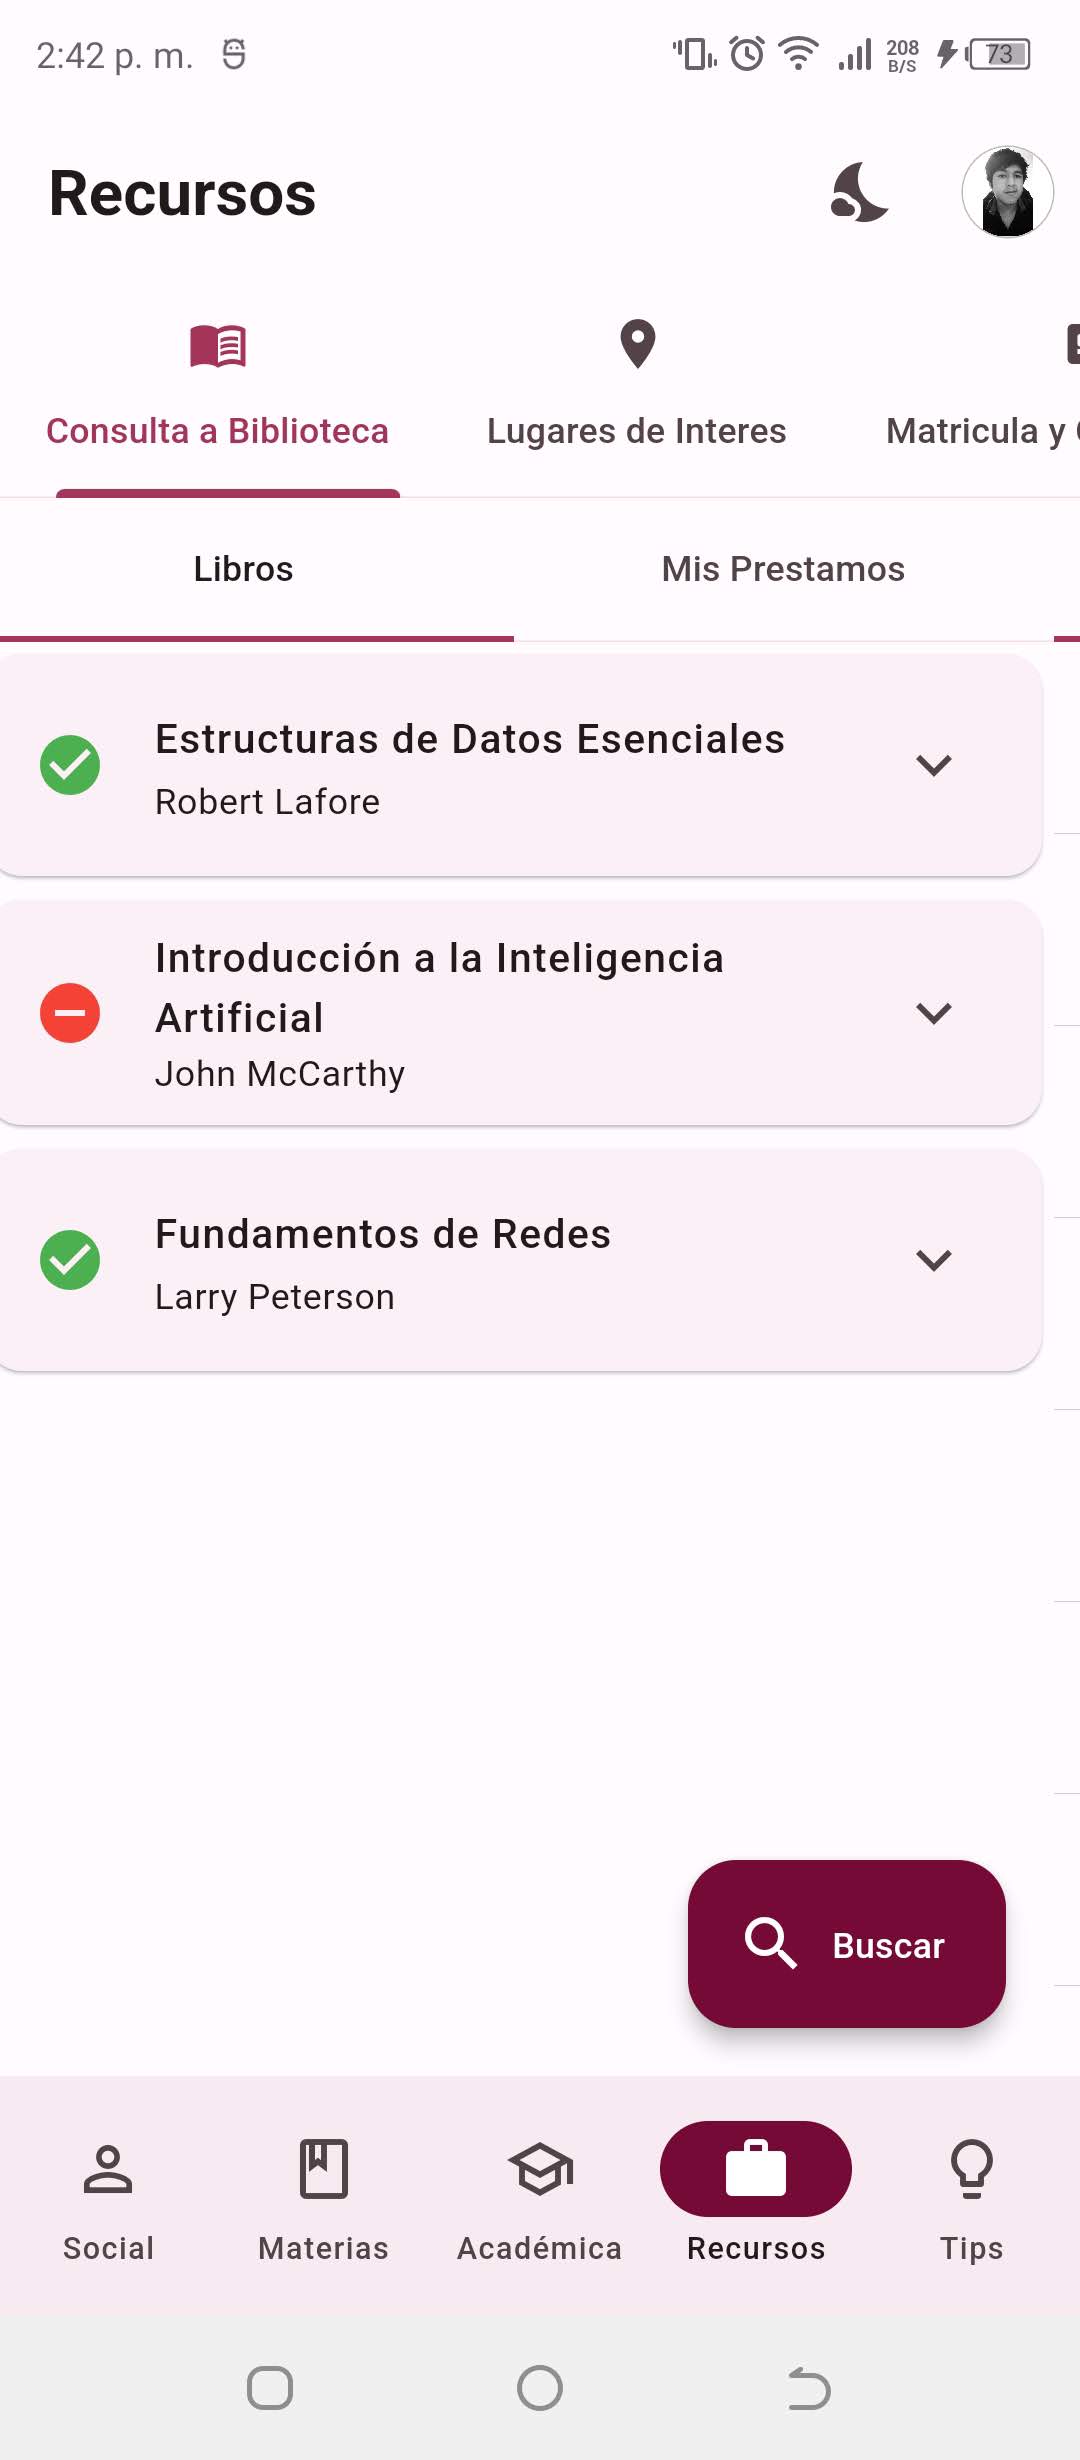 2:42 p. m.
208
B/S
73
Recursos
Consulta a Biblioteca
Lugares de Interes
Matricula y
Libros
Mis Prestamos
Estructuras de Datos Esenciales
Robert Lafore
Introducción a la Inteligencia
Artificial
John McCarthy
Fundamentos de Redes
Larry Peterson
Buscar
Social
Materias
Académica
Recursos
Tips